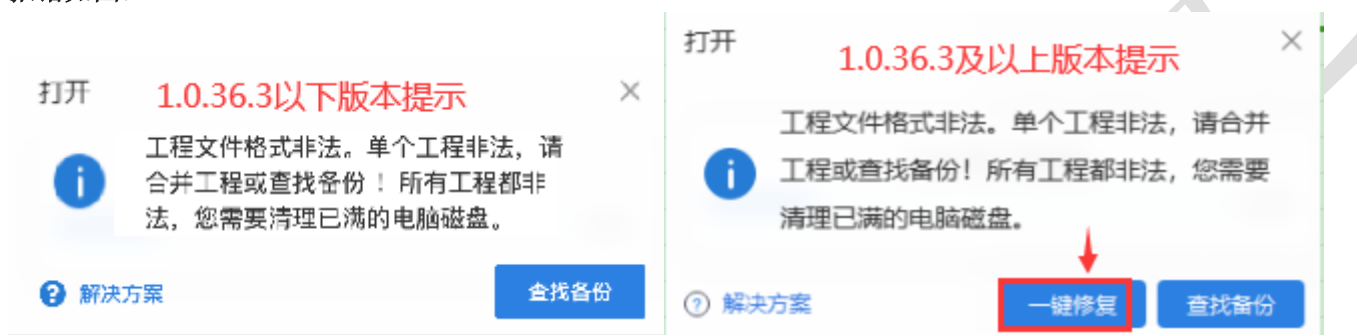 打开
1.0.36.3以下版本提示
工程文件格式非法。单个工程非法，请
合并工程或查找备份！所有工程都非
法，您需要清理已满的电脑磁盘。
解决方案
查找备份
打开
1.0.36.3及以上版本提示
工程文件格式非法。单个工程非法，请合并
工程或查找备份！所有工程都非法，您需要
清理已满的电脑磁盘。
解决方案
一键修复
查找备份